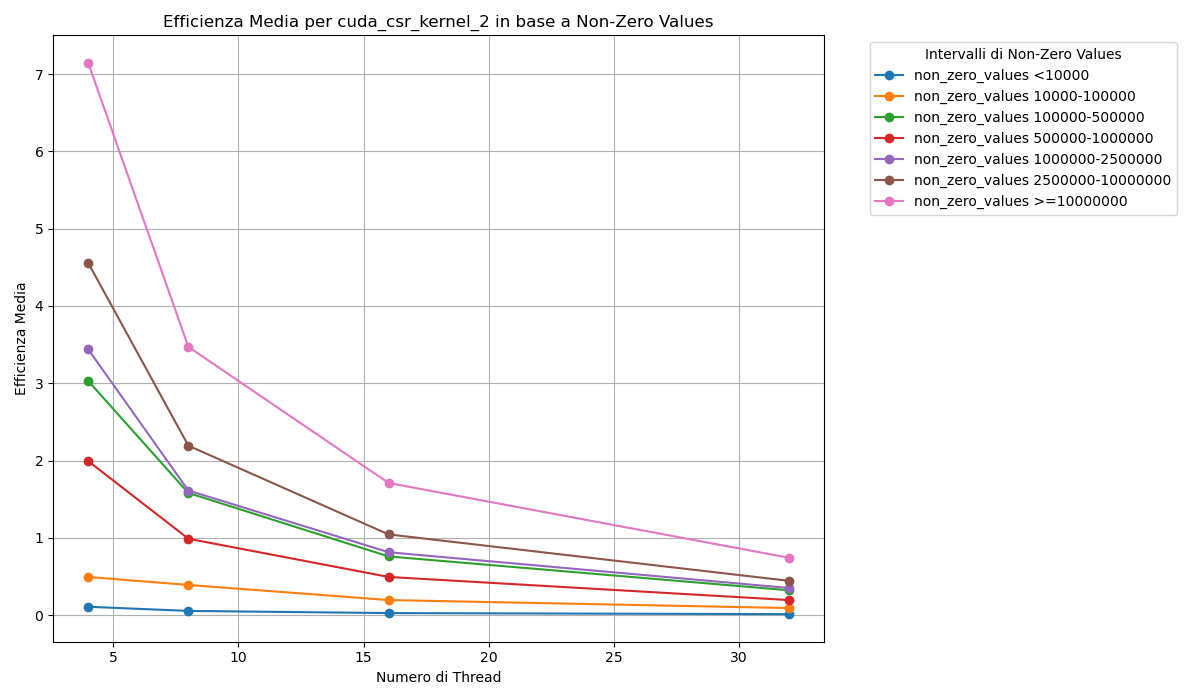 Efficienza Media per cuda_csr_kernel_2 in base a Non-Zero Values
Efficienza Media
7
6
5
4
3
2
1
0
5
10
15
20
25
30
Numero di Thread
Intervalli di Non-Zero Values
non_zero_values <10000
non_zero_values 10000-100000
non_zero_values 100000-500000
non_zero_values 500000-1000000
non_zero_values 1000000-2500000
non_zero_values 2500000-10000000
non_zero_values >=10000000